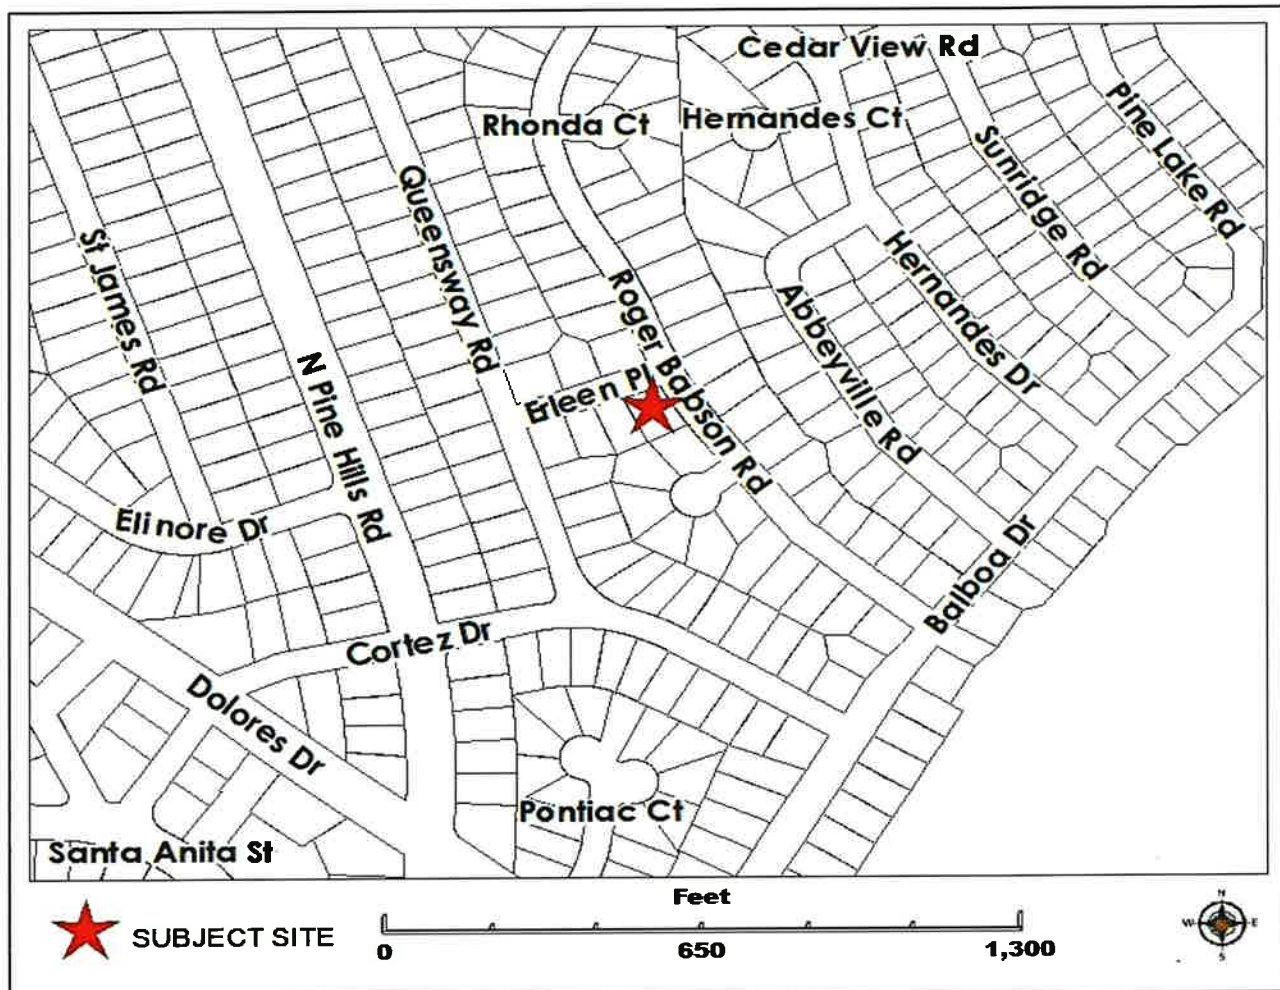 Cedar View Rd
Pine Lake Rd
Rhonda Ct
Hernandes Ct
Sunridge Rd
Queensway Rd
St James Rd
Hernandes Dr
Roger Babson Rd
Abbeyville Rd
N Pine Hills Rd
Erleen Pl
Elinore Dr
Balboa Dr
Cortez Dr
Dolores Dr
Pontiac Ct
Santa Anita St
SUBJECT SITE
Feet
0 650 1,300
N
W E
S